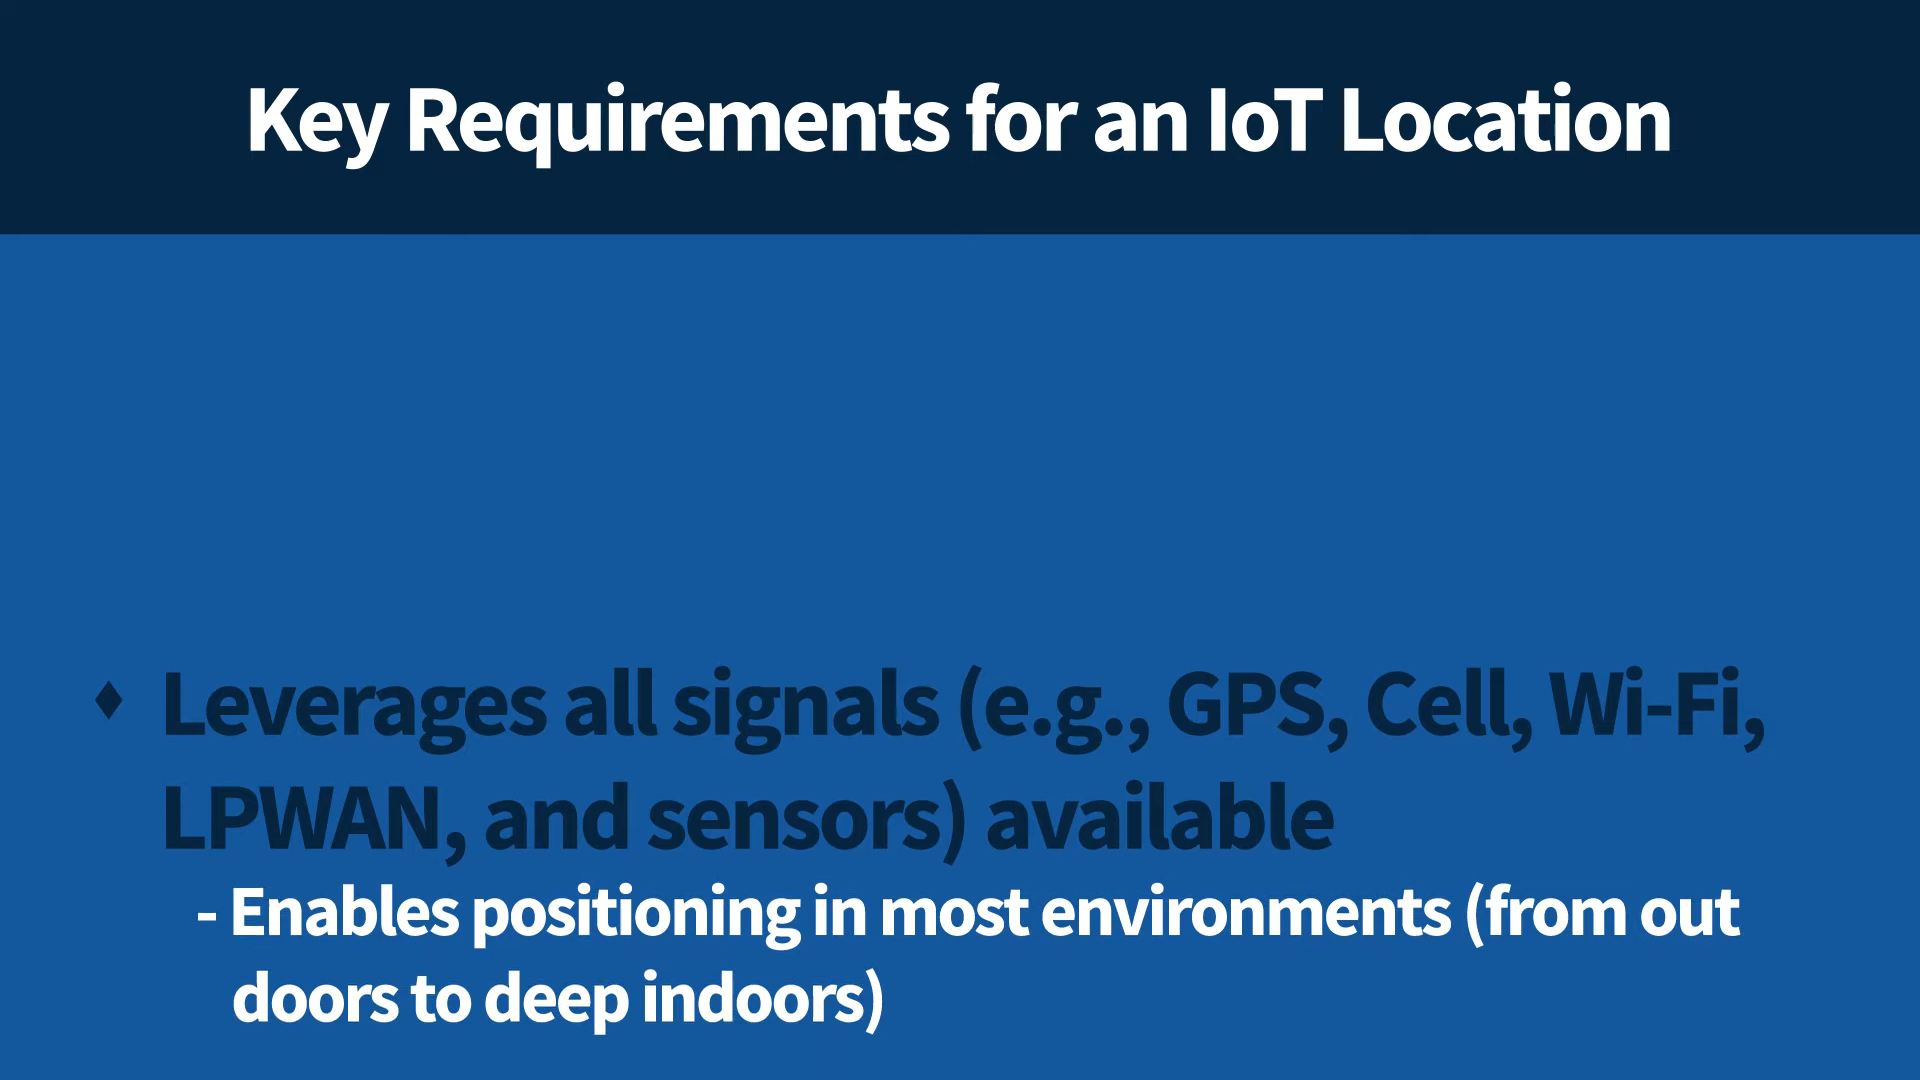 Key Requirements for an IoT Location
♦ Leverages all signals (e.g., GPS, Cell, Wi-Fi,
LPWAN, and sensors) available
- Enables positioning in most environments (from out
doors to deep indoors)